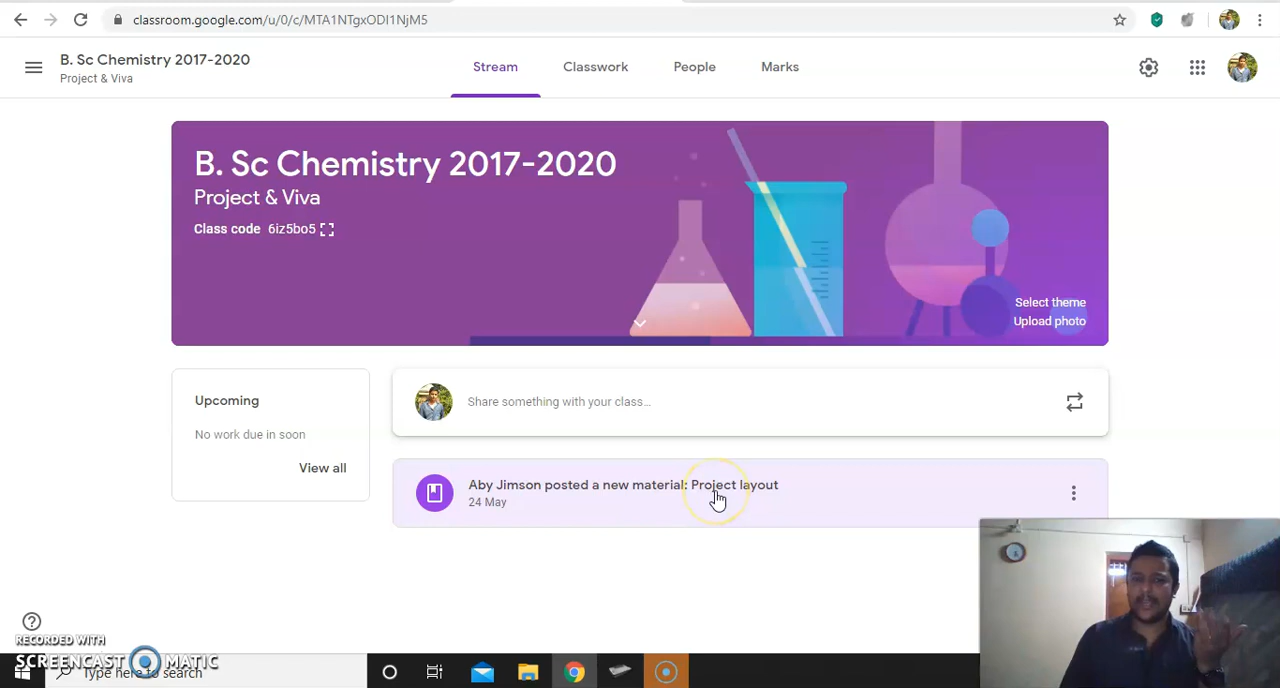 classroom.google.com/u/0/c/MTA1NTgxODI1NjM5
B. Sc Chemistry 2017-2020
Project & Viva
Stream
Classwork
People
Marks
B. Sc Chemistry 2017-2020
Project & Viva
Class code 6iz5bo5
Select theme
Upload photo
Upcoming
No work due in soon
View all
Share something with your class...
Aby Jimson posted a new material: Project layout
24 May
RECORDED WITH
SCREENCAST MATIC
Type here to search